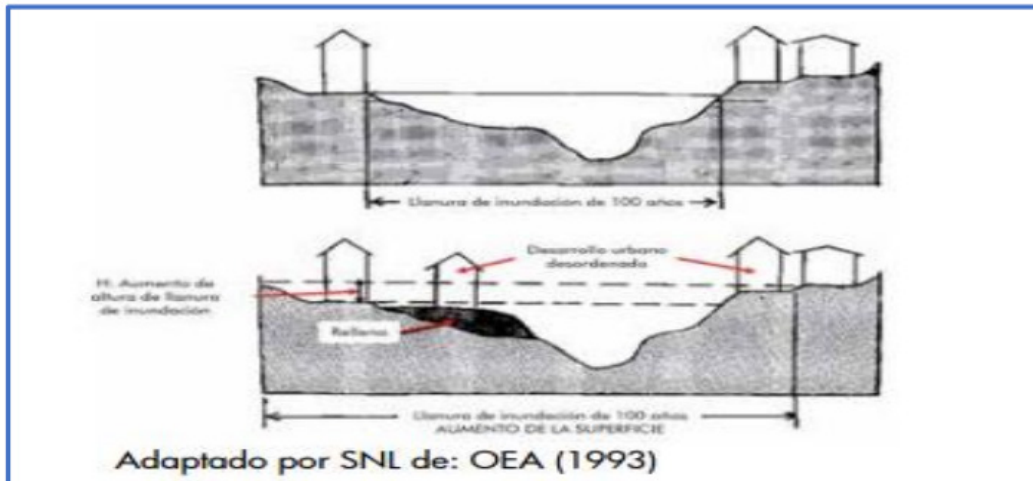 Llanura de inundación de 100 años
Desarrollo urbano
desordenado
H: Aumento de
altura de llanura
de inundación
Relleno
Llanura de inundación de 100 años
AUMENTO DE LA SUPERFICIE
Adaptado por SNL de: OEA (1993)